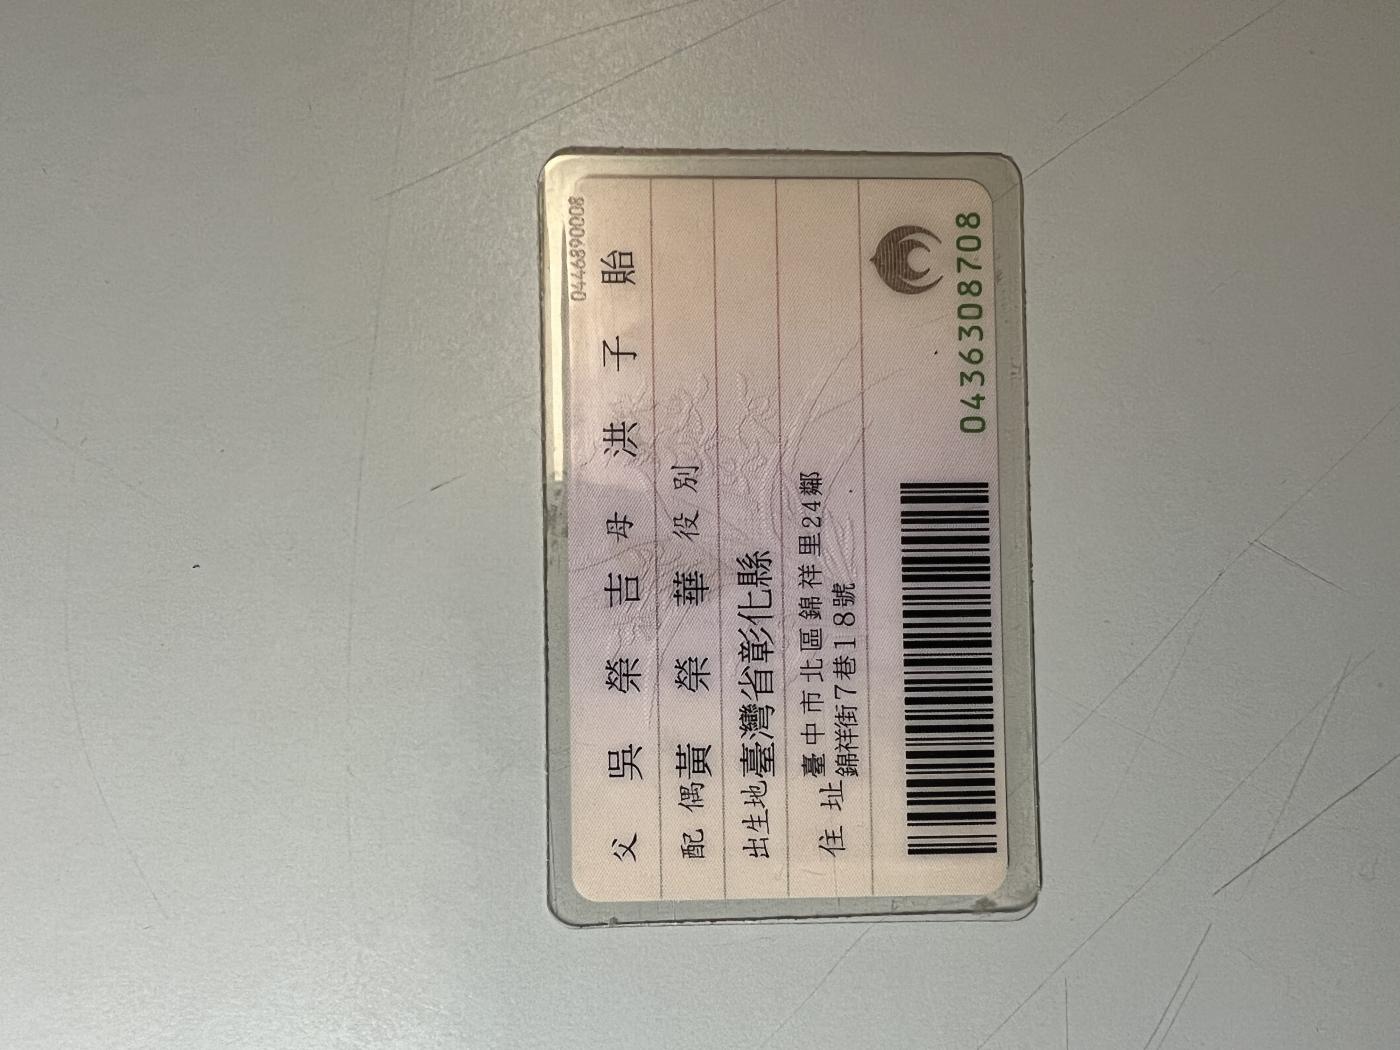 0446890008
父 吳榮吉 母 洪子貽
配偶 黃榮華 役別
出生地 臺灣省彰化縣
住址 臺中市北區錦祥里24鄰
錦祥街7巷18號
0436308708